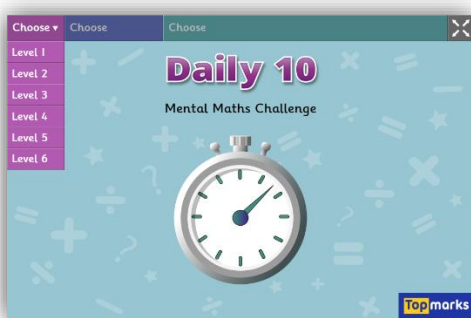 Choose ▾ Choose Choose
Level 1
Level 2
Level 3
Level 4
Level 5
Level 6
Daily 10
Mental Maths Challenge
Topmarks